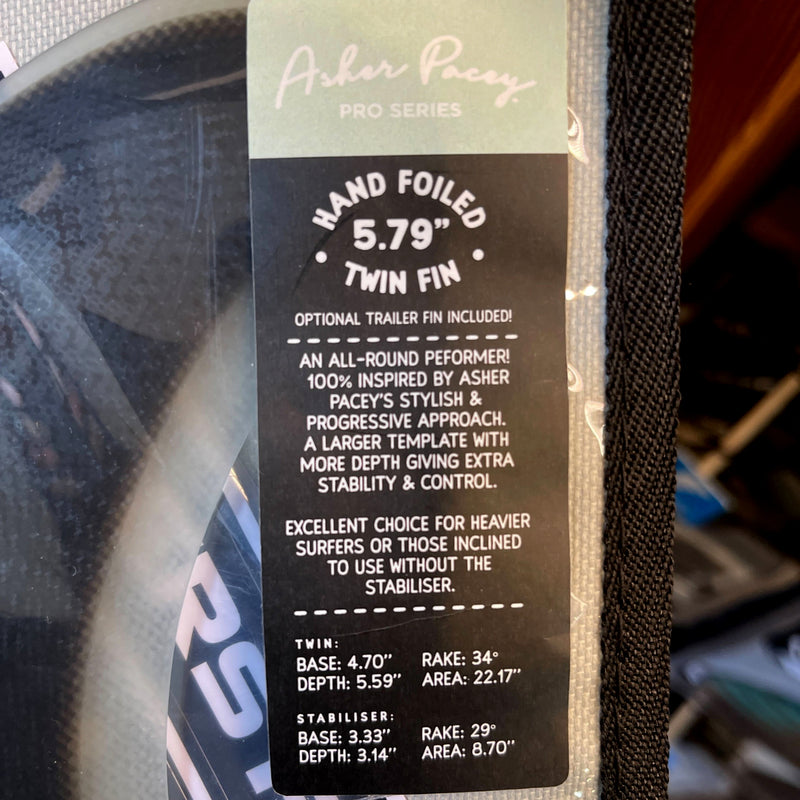 Asher Pacey
PRO SERIES
HAND FOILED
5.79"
• TWIN FIN •
OPTIONAL TRAILER FIN INCLUDED!
AN ALL-ROUND PEFORMER!
100% INSPIRED BY ASHER
PACEY'S STYLISH &
PROGRESSIVE APPROACH.
A LARGER TEMPLATE WITH
MORE DEPTH GIVING EXTRA
STABILITY & CONTROL.
EXCELLENT CHOICE FOR HEAVIER
SURFERS OR THOSE INCLINED
TO USE WITHOUT THE
STABILISER.
TWIN:
BASE: 4.70" RAKE: 34°
DEPTH: 5.59" AREA: 22.17"
STABILISER:
BASE: 3.33" RAKE: 29°
DEPTH: 3.14" AREA: 8.70"